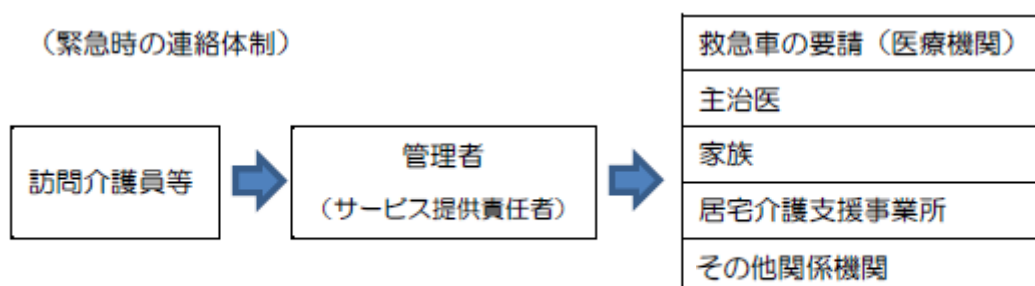 （緊急時の連絡体制）
訪問介護員等
管理者
（サービス提供責任者）
救急車の要請（医療機関）
主治医
家族
居宅介護支援事業所
その他関係機関